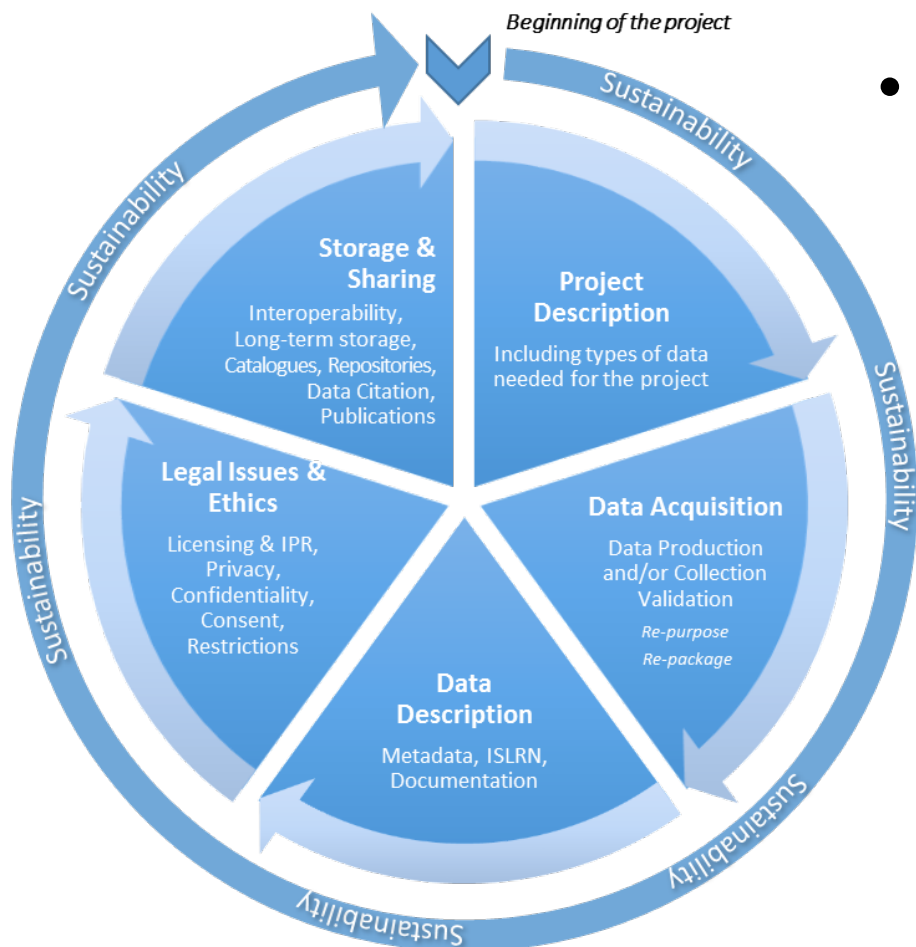 Beginning of the project
Sustainability
Sustainability
Sustainability
Sustainability
Sustainability
Sustainability
Project
Description
Including types of data
needed for the project
Data Acquisition
Data Production
and/or Collection
Validation
Re-purpose
Re-package
Data
Description
Metadata, ISLRN,
Documentation
Legal Issues &
Ethics
Licensing & IPR,
Privacy,
Confidentiality,
Consent,
Restrictions
Storage &
Sharing
Interoperability,
Long-term storage,
Catalogues, Repositories,
Data Citation,
Publications